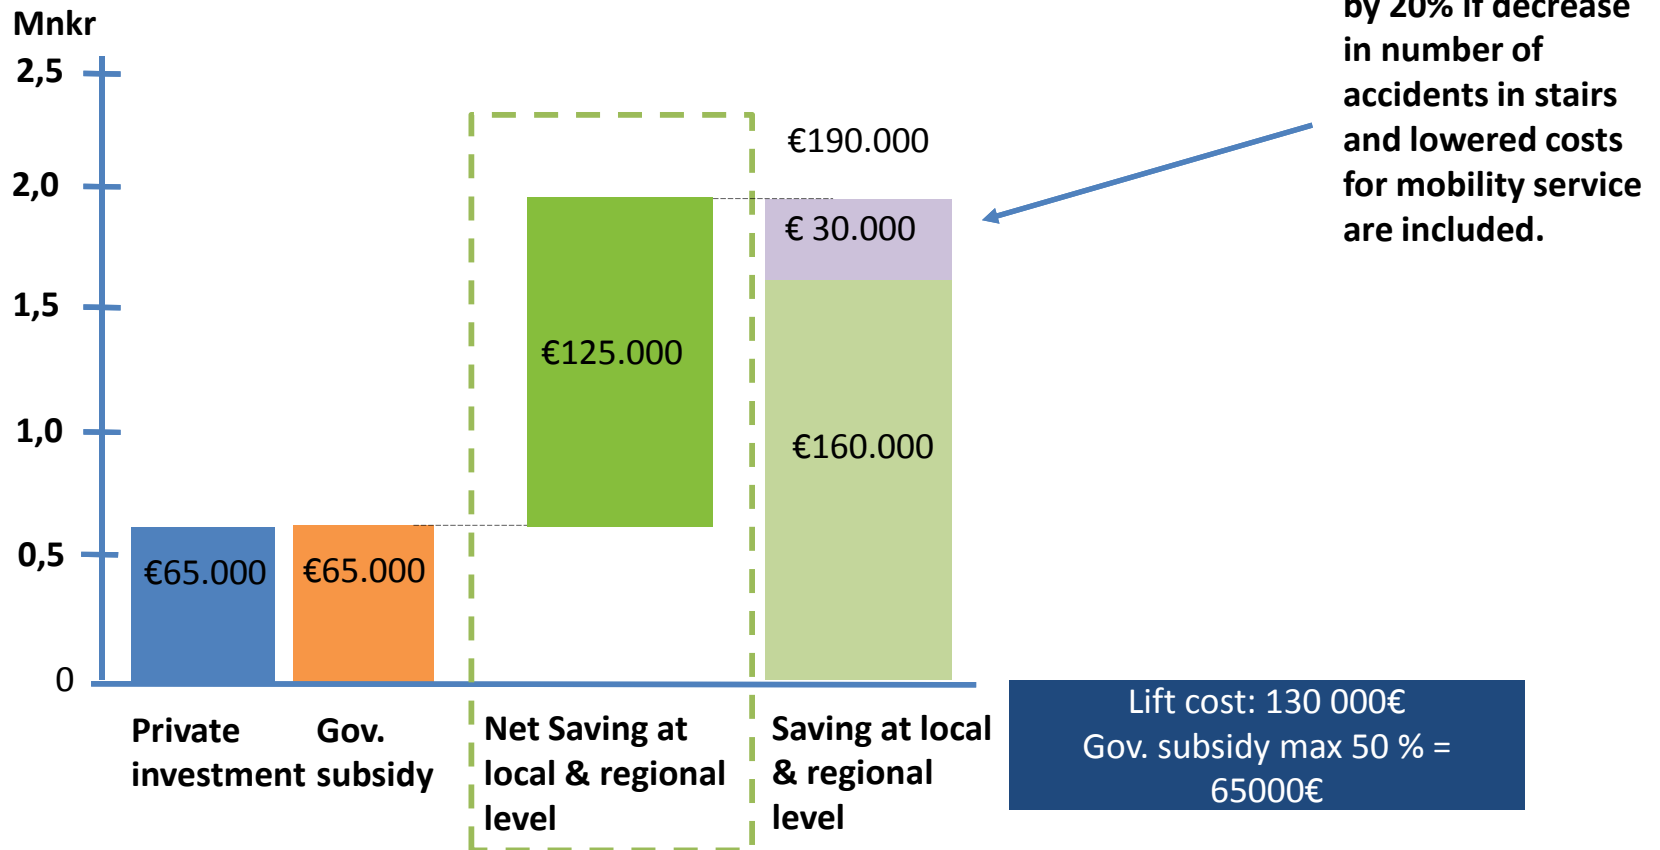 Mnkr
2,5
2,0
1,5
1,0
0,5
0
by 20% if decrease
in number of
accidents in stairs
and lowered costs
for mobility service
are included.
€190.000
€ 30.000
€125.000
€160.000
€65.000
€65.000
Private
investment
Gov.
subsidy
Net Saving at
local & regional
level
Saving at local
& regional
level
Lift cost: 130 000€
Gov. subsidy max 50 % =
65000€